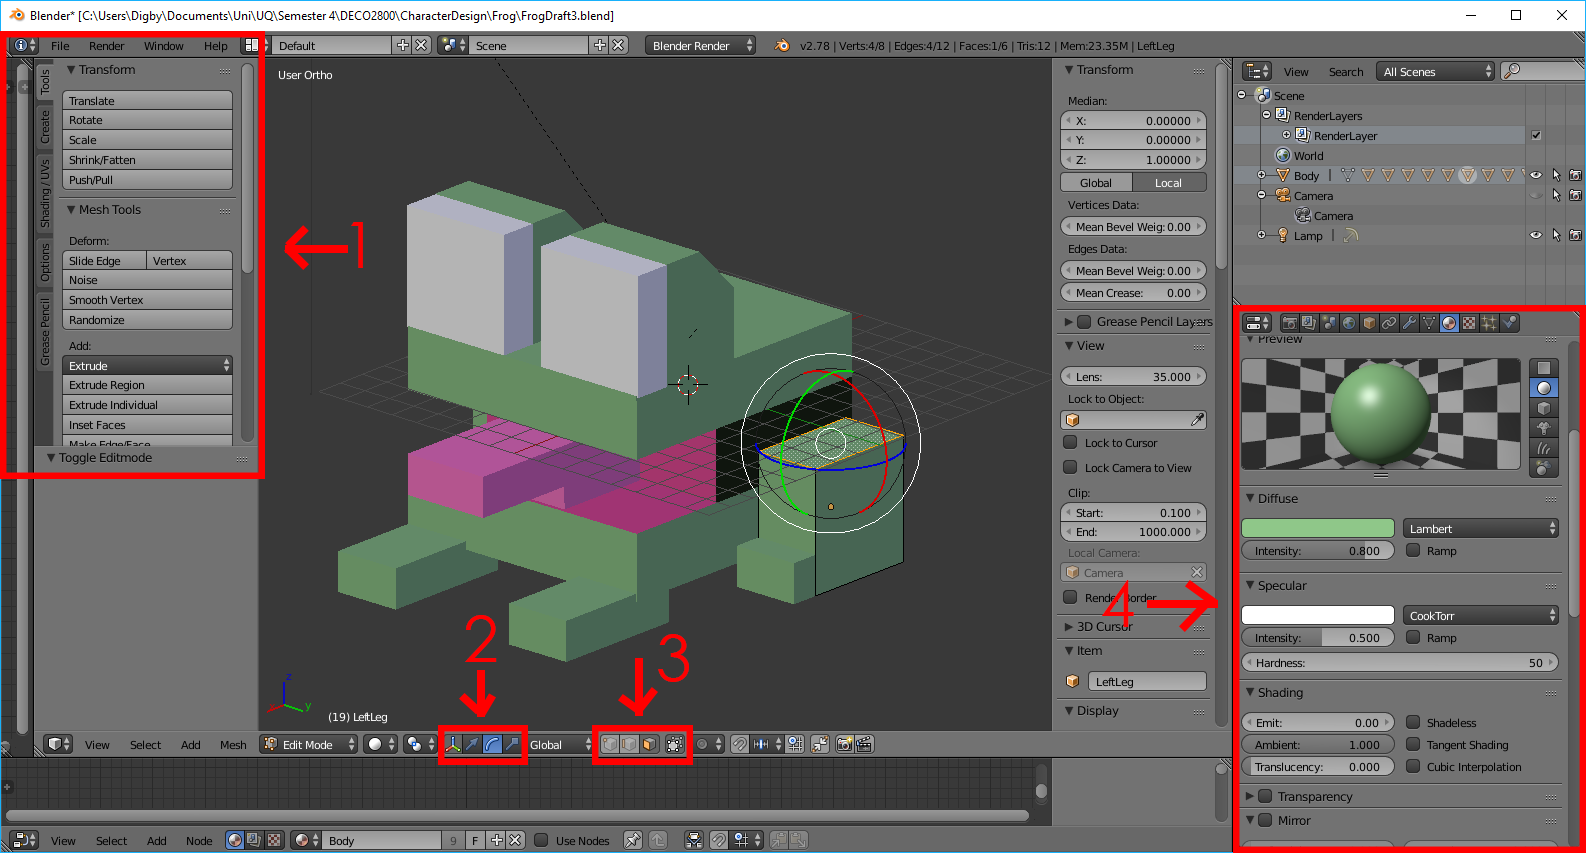 Blender* [C:\Users\Digby\Documents\Uni\UQ\Semester 4\DECO2800\CharacterDesign\Frog\FrogDraft3.blend]
File Render Window Help Default Scene Blender Render v2.78 | Verts:4/8 | Edges:4/12 | Faces:1/6 | Tris:12 | Mem:23.35M | LeftLeg
Tools
Create
Shading / UVs
Options
Grease Pencil
Transform
Translate
Rotate
Scale
Shrink/Fatten
Push/Pull
Mesh Tools
Deform:
Slide Edge Vertex
Noise
Smooth Vertex
Randomize
Add:
Extrude
Extrude Region
Extrude Individual
Inset Faces
Make Edge/Face
Toggle Editmode
1
User Ortho
2
3
4
z
y
(19) LeftLeg
View Select Add Mesh Edit Mode Global
Transform
Median:
X: 0.00000
Y: 0.00000
Z: 1.00000
Global Local
Vertices Data:
Mean Bevel Weig: 0.00
Edges Data:
Mean Bevel Weig: 0.00
Mean Crease: 0.00
Grease Pencil Layers
View
Lens: 35.000
Lock to Object:
Lock to Cursor
Lock Camera to View
Clip:
Start: 0.100
End: 1000.000
Local Camera:
Camera
Render Border
3D Cursor
Item
LeftLeg
Display
View Search All Scenes
Scene
RenderLayers
RenderLayer
World
Body
Camera
Camera
Lamp
Preview
Diffuse
Lambert
Intensity: 0.800 Ramp
Specular
CookTorr
Intensity: 0.500 Ramp
Hardness: 50
Shading
Emit: 0.00 Shadeless
Ambient: 1.000 Tangent Shading
Translucency: 0.000 Cubic Interpolation
Transparency
Mirror
View Select Add Node Body 9 F Use Nodes